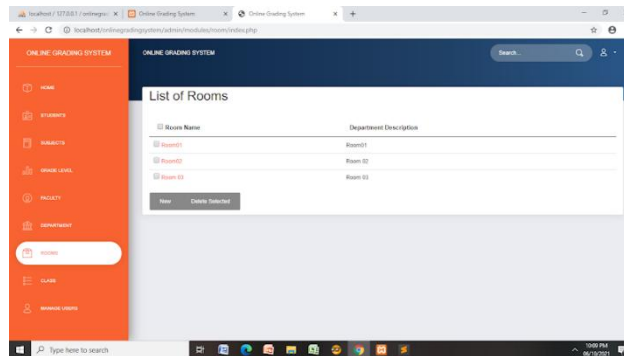 localhost / 127.0.0.1 / onlinegra
Online Grading System
Online Grading System
localhost/onlinegradingsystem/admin/modules/room/index.php
ONLINE GRADING SYSTEM
ONLINE GRADING SYSTEM
Search...
HOME
STUDENTS
SUBJECTS
GRADE LEVEL
FACULTY
DEPARTMENT
ROOMS
CLASS
MANAGE USERS
List of Rooms
Room Name Department Description
Room01 Room01
Room02 Room 02
Room 03 Room 03
New Delete Selected
Type here to search
10:09 PM
06/19/2021